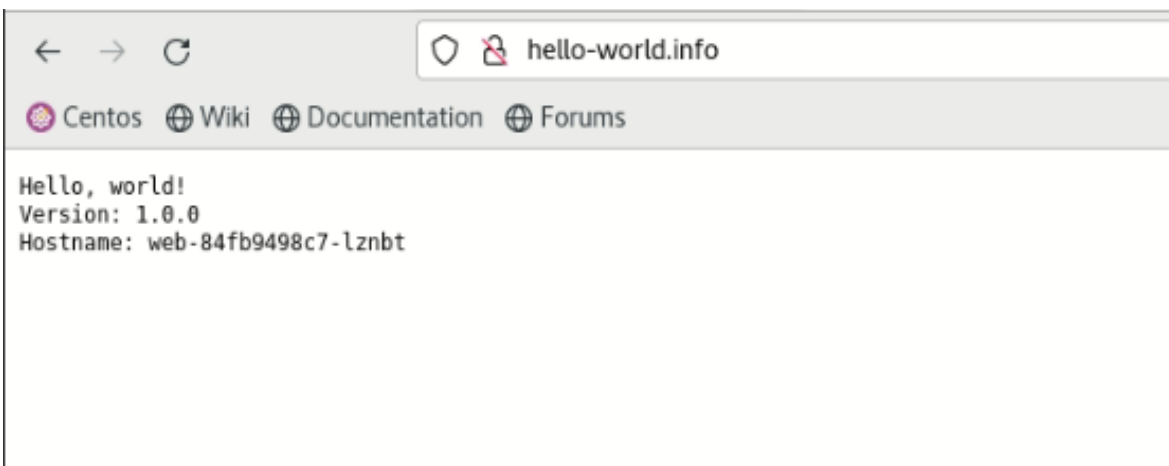 hello-world.info
Centos Wiki Documentation Forums
Hello, world!
Version: 1.0.0
Hostname: web-84fb9498c7-lznbt